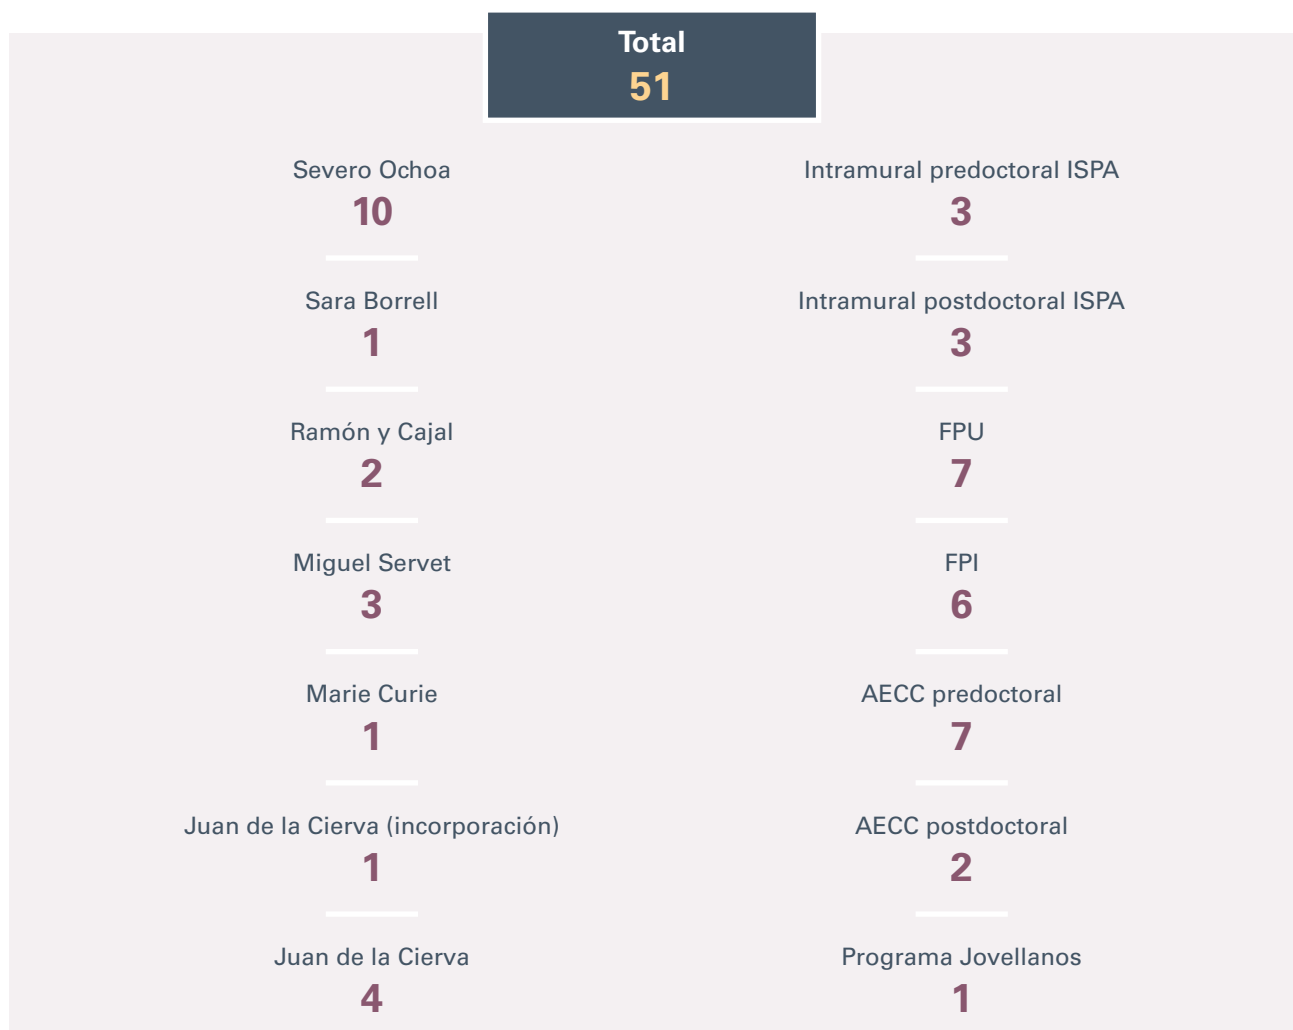 Total
51
Severo Ochoa
10
Sara Borrell
1
Ramón y Cajal
2
Miguel Servet
3
Marie Curie
1
Juan de la Cierva (incorporación)
1
Juan de la Cierva
4
Intramural predoctoral ISPA
3
Intramural postdoctoral ISPA
3
FPU
7
FPI
6
AECC predoctoral
7
AECC postdoctoral
2
Programa Jovellanos
1